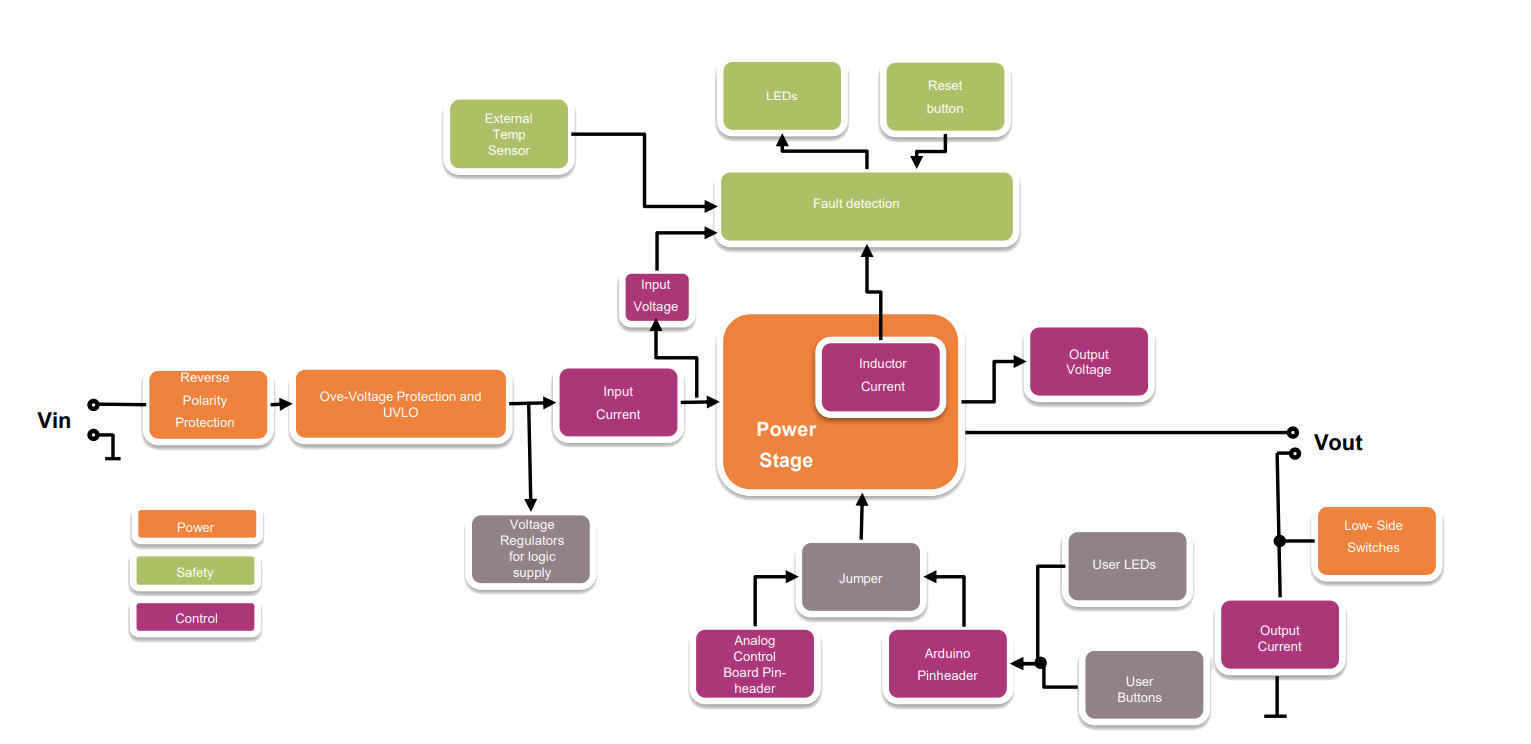 LEDs
Reset
button
External
Temp
Sensor
Fault detection
Input
Voltage
Inductor
Current
Output
Voltage
Reverse
Polarity
Protection
Ove-Voltage Protection and
UVLO
Input
Current
Vin
Power
Stage
Vout
Voltage
Regulators
for logic
supply
Low- Side
Switches
Power
Safety
Control
Jumper
User LEDs
Analog
Control
Board Pin-
header
Arduino
Pinheader
User
Buttons
Output
Current